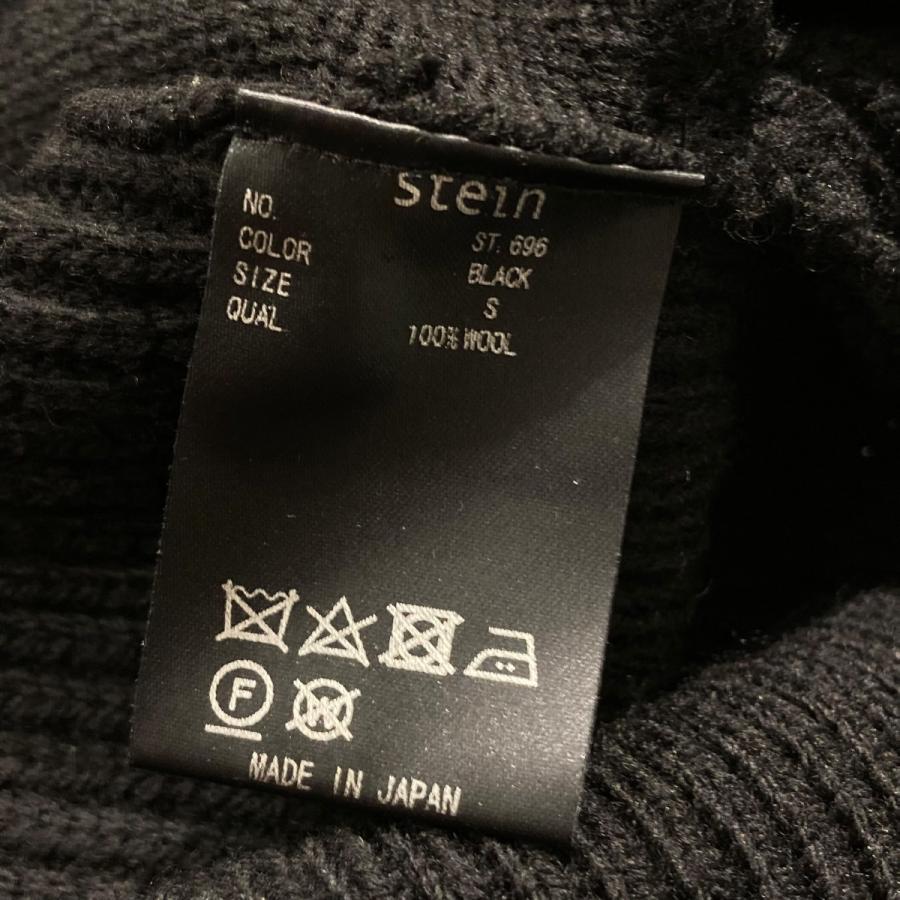 stein
NO. ST. 696
COLOR BLACK
SIZE S
QUAL 100% WOOL
F W
MADE IN JAPAN